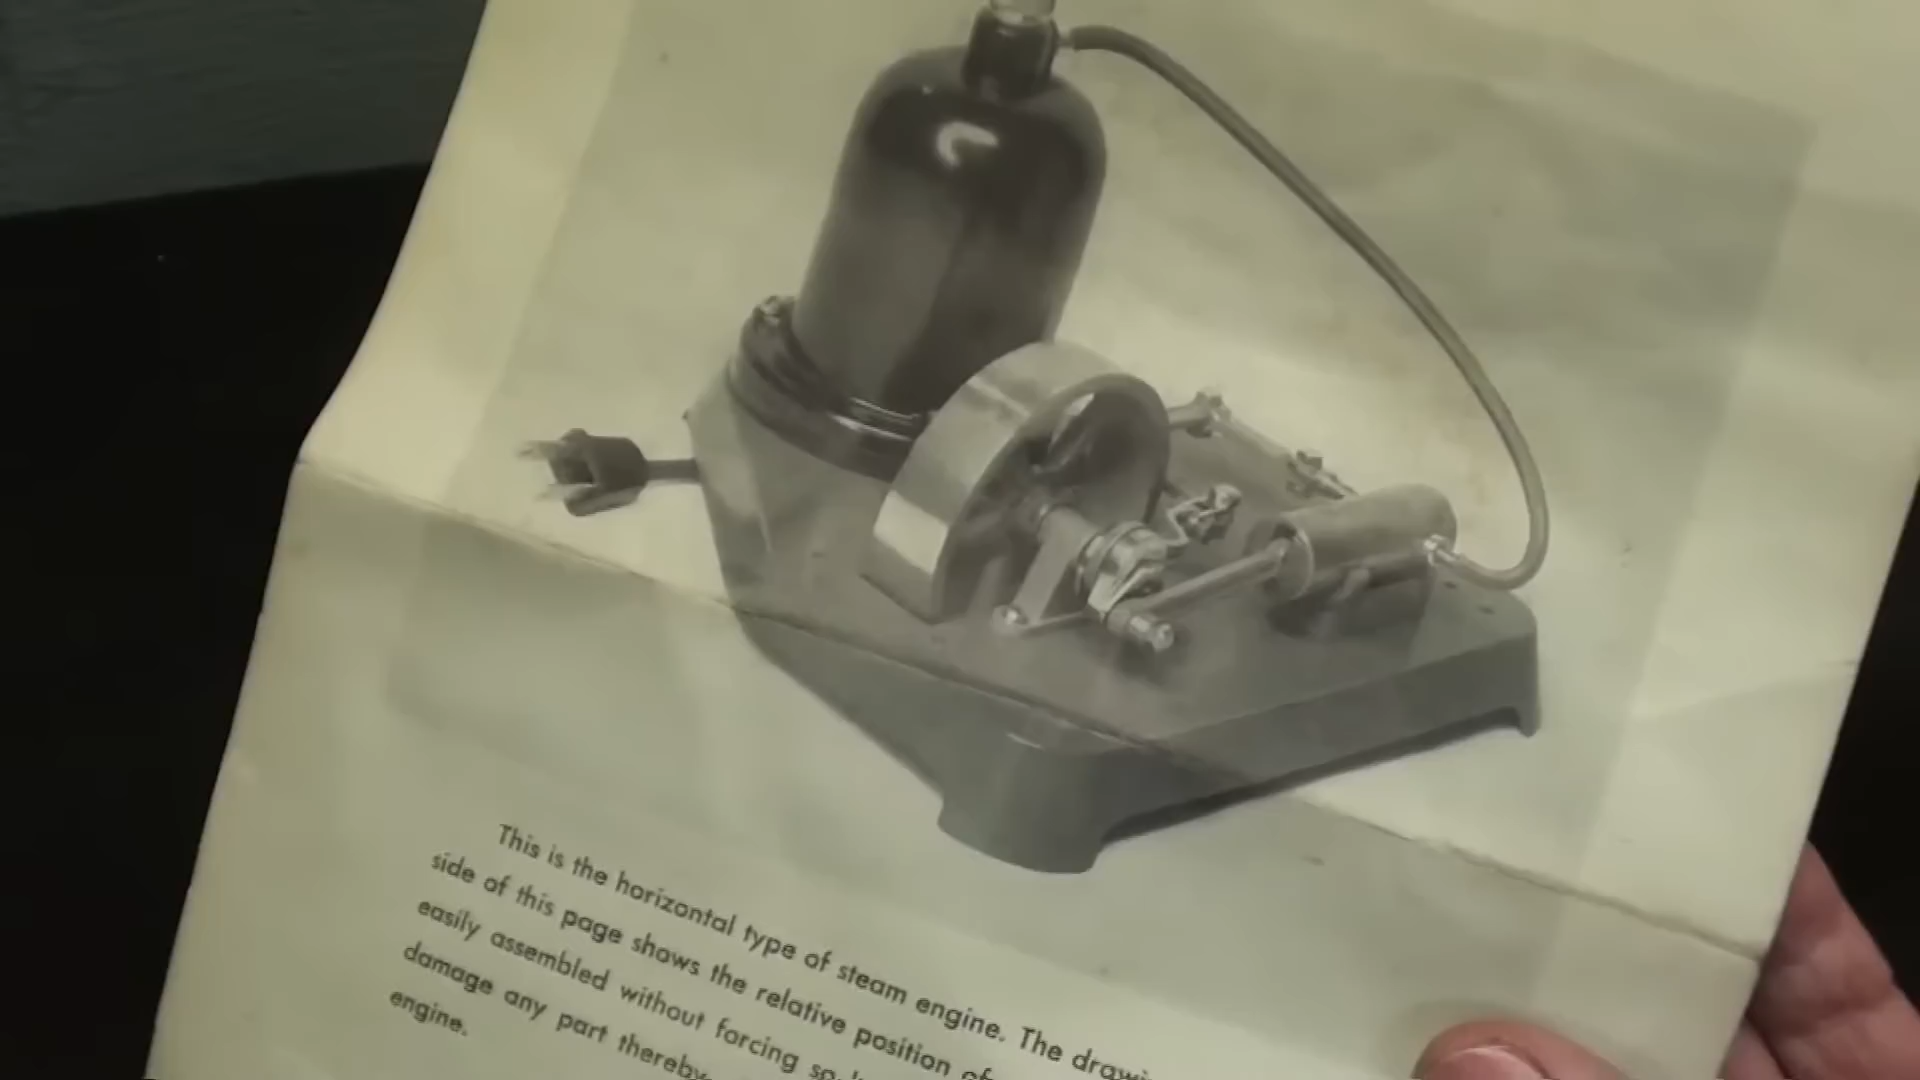 This is the horizontal type of steam engine. The
side of this page shows the relative position of
easily assembled without forcing
damage any part thereby
engine.